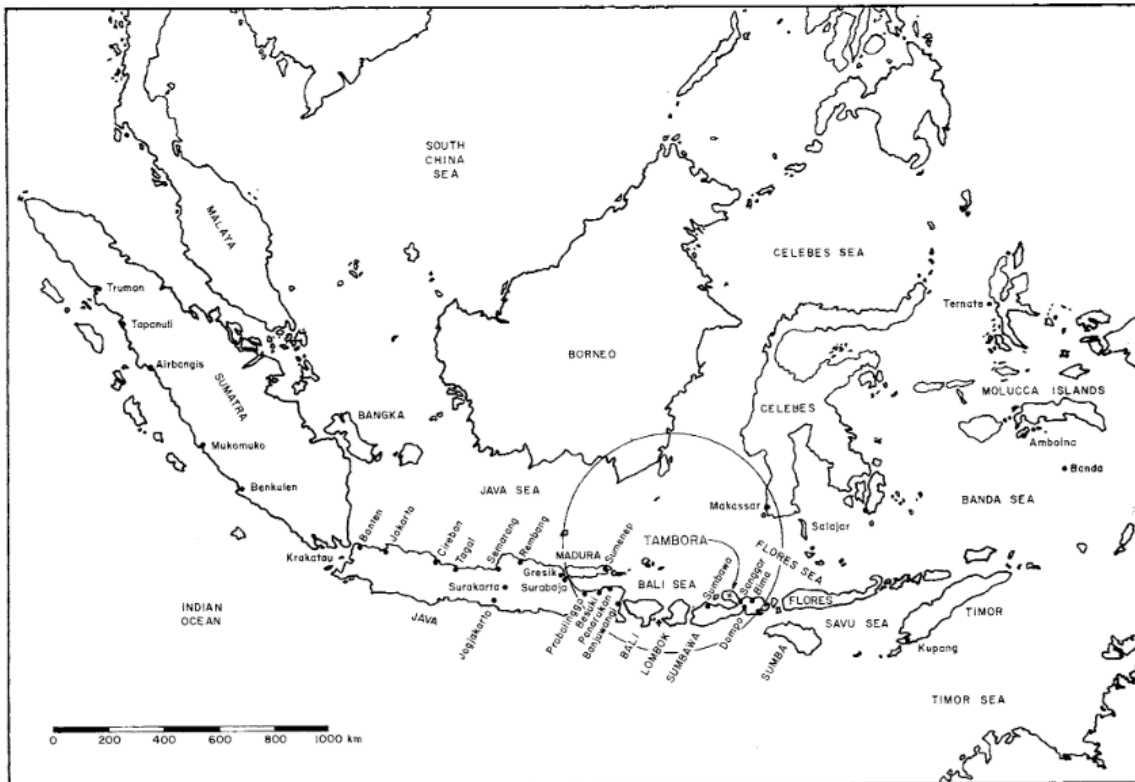 SOUTH
CHINA
SEA
MALAYA
CELEBES SEA
Trumon
Tapanuli
Airbangis
SUMATRA
Mukomuko
Benkulen
BANGKA
BORNEO
CELEBES
Ternate
MOLUCCA ISLANDS
Amboina
Banda
BANDA SEA
JAVA SEA
Makassar
Salajar
Krakatau
Banten
Jakarta
Cirebon
Tagal
Semarang
Rembang
MADURA
Sumenep
TAMBORA
FLORES SEA
Gresik
Surabaja
Surakarta
BALI SEA
Sumbawa
Sanggar
Bima
FLORES
TIMOR
INDIAN
OCEAN
JAVA
Jogjakarta
Probolinggo
Besuki
Panarukan
Banjuwangi
BALI
LOMBOK
SUMBAWA
Dompo
SUMBA
SAVU SEA
Kupang
TIMOR SEA
0 200 400 600 800 1000 km